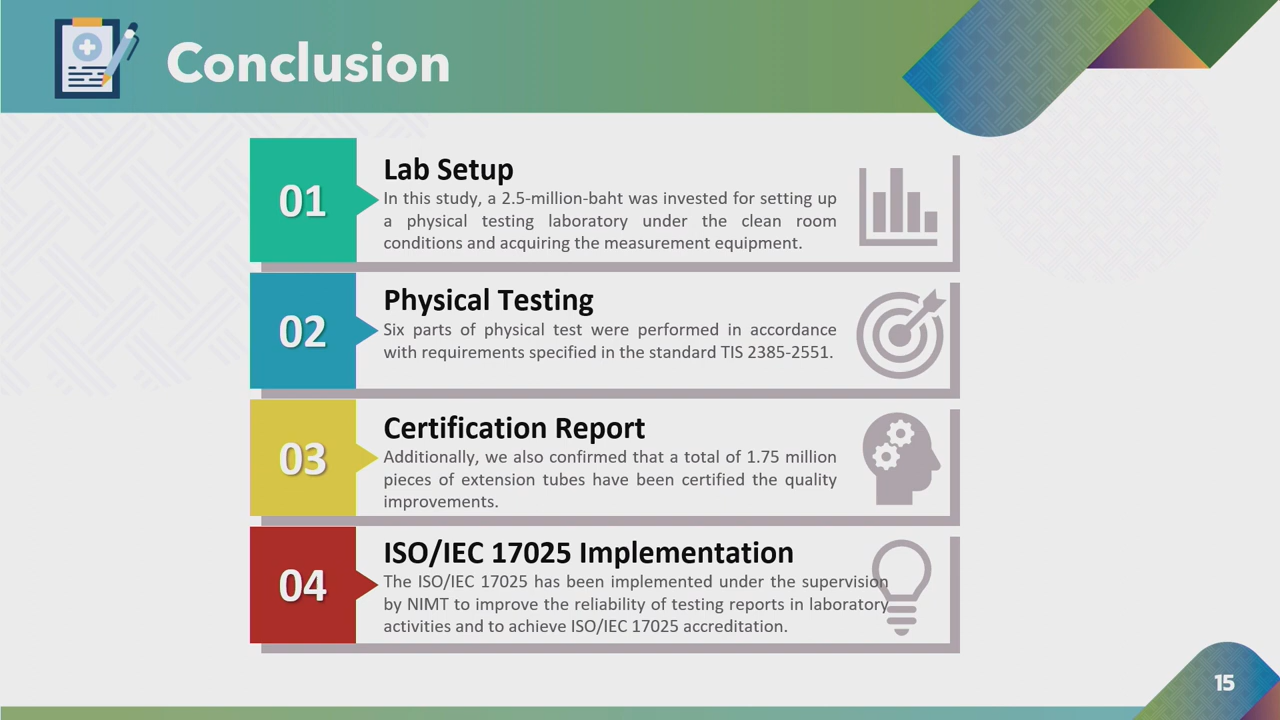 Conclusion
01
Lab Setup
In this study, a 2.5-million-baht was invested for setting up
a physical testing laboratory under the clean room
conditions and acquiring the measurement equipment.
02
Physical Testing
Six parts of physical test were performed in accordance
with requirements specified in the standard TIS 2385-2551.
03
Certification Report
Additionally, we also confirmed that a total of 1.75 million
pieces of extension tubes have been certified the quality
improvements.
04
ISO/IEC 17025 Implementation
The ISO/IEC 17025 has been implemented under the supervision
by NIMT to improve the reliability of testing reports in laboratory
activities and to achieve ISO/IEC 17025 accreditation.
15